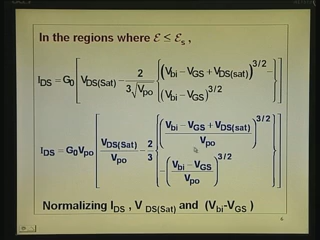 In the regions where ℰ ≤ ℰs ,
IDS = G0 [ VDS(Sat) − 2/(3√Vpo) { (Vbi − VGS + VDS(sat))^3/2 − (Vbi − VGS)^3/2 } ]
IDS = G0Vpo [ VDS(Sat)/Vpo − 2/3 { ((Vbi − VGS + VDS(Sat))/Vpo)^3/2 − ((Vbi − VGS)/Vpo)^3/2 } ]
Normalizing IDS , V DS(Sat) and (Vbi-VGS )